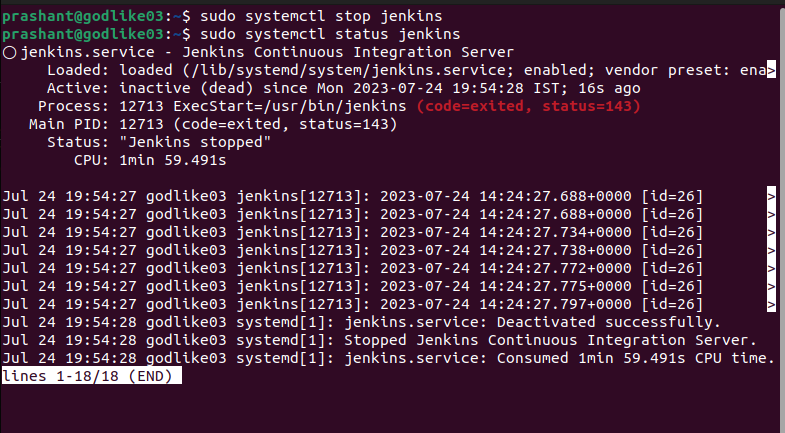 prashant@godlike03:~$ sudo systemctl stop jenkins
prashant@godlike03:~$ sudo systemctl status jenkins
○ jenkins.service - Jenkins Continuous Integration Server
     Loaded: loaded (/lib/systemd/system/jenkins.service; enabled; vendor preset: ena>
     Active: inactive (dead) since Mon 2023-07-24 19:54:28 IST; 16s ago
    Process: 12713 ExecStart=/usr/bin/jenkins (code=exited, status=143)
   Main PID: 12713 (code=exited, status=143)
     Status: "Jenkins stopped"
        CPU: 1min 59.491s

Jul 24 19:54:27 godlike03 jenkins[12713]: 2023-07-24 14:24:27.688+0000 [id=26]       >
Jul 24 19:54:27 godlike03 jenkins[12713]: 2023-07-24 14:24:27.688+0000 [id=26]       >
Jul 24 19:54:27 godlike03 jenkins[12713]: 2023-07-24 14:24:27.734+0000 [id=26]       >
Jul 24 19:54:27 godlike03 jenkins[12713]: 2023-07-24 14:24:27.738+0000 [id=26]       >
Jul 24 19:54:27 godlike03 jenkins[12713]: 2023-07-24 14:24:27.772+0000 [id=26]       >
Jul 24 19:54:27 godlike03 jenkins[12713]: 2023-07-24 14:24:27.775+0000 [id=26]       >
Jul 24 19:54:27 godlike03 jenkins[12713]: 2023-07-24 14:24:27.797+0000 [id=26]       >
Jul 24 19:54:28 godlike03 systemd[1]: jenkins.service: Deactivated successfully.
Jul 24 19:54:28 godlike03 systemd[1]: Stopped Jenkins Continuous Integration Server.
Jul 24 19:54:28 godlike03 systemd[1]: jenkins.service: Consumed 1min 59.491s CPU time.
lines 1-18/18 (END)